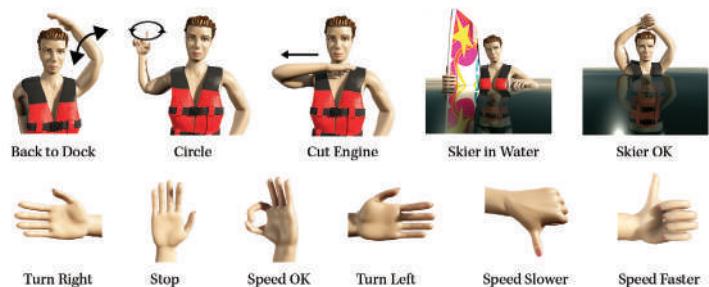 Back to Dock Circle Cut Engine Skier in Water Skier OK
Turn Right Stop Speed OK Turn Left Speed Slower Speed Faster